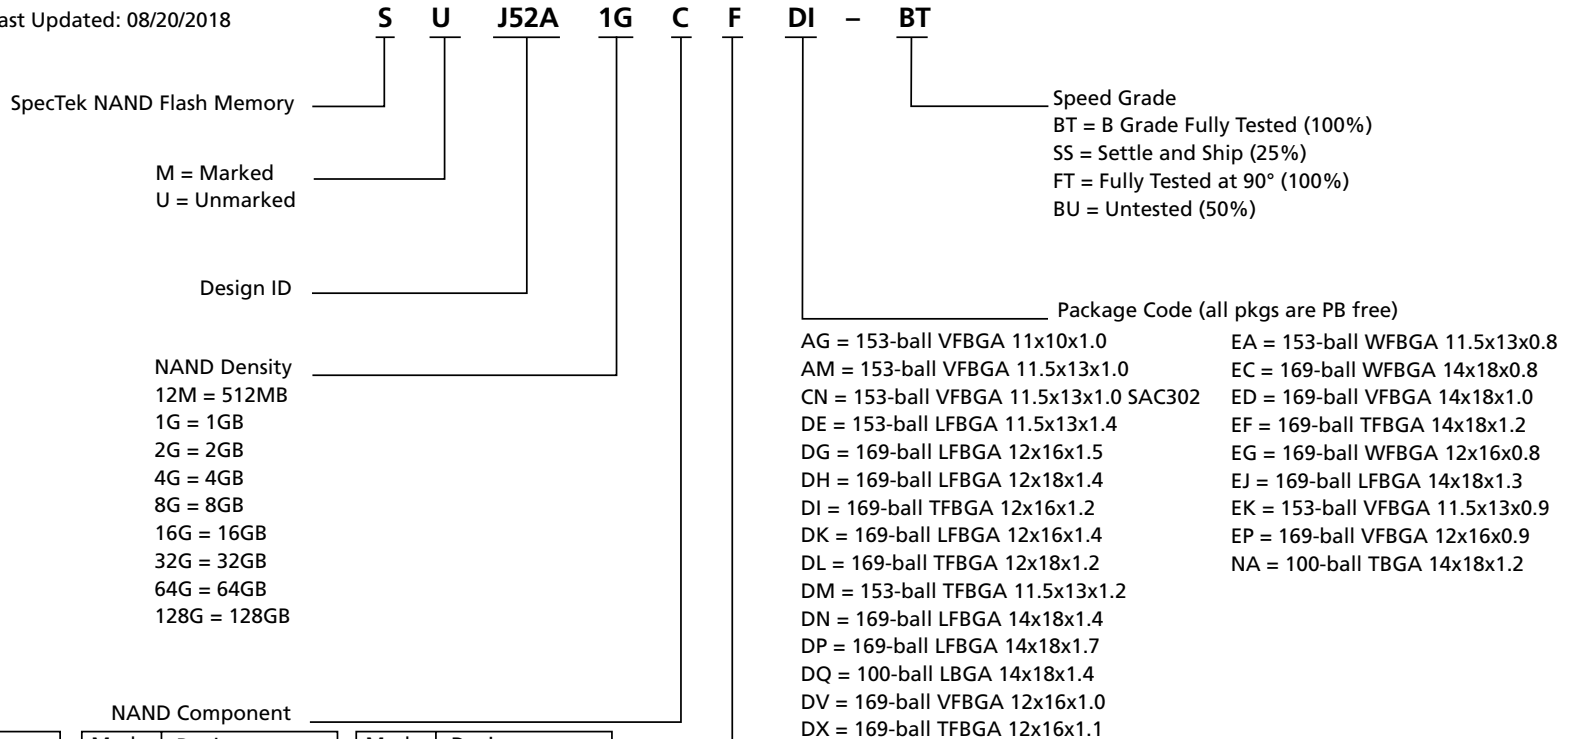 ast Updated: 08/20/2018
S U J52A 1G C F DI – BT
SpecTek NAND Flash Memory
M = Marked
U = Unmarked
Design ID
NAND Density
12M = 512MB
1G = 1GB
2G = 2GB
4G = 4GB
8G = 8GB
16G = 16GB
32G = 32GB
64G = 64GB
128G = 128GB
NAND Component
Speed Grade
BT = B Grade Fully Tested (100%)
SS = Settle and Ship (25%)
FT = Fully Tested at 90° (100%)
BU = Untested (50%)
Package Code (all pkgs are PB free)
AG = 153-ball VFBGA 11x10x1.0
AM = 153-ball VFBGA 11.5x13x1.0
CN = 153-ball VFBGA 11.5x13x1.0 SAC302
DE = 153-ball LFBGA 11.5x13x1.4
DG = 169-ball LFBGA 12x16x1.5
DH = 169-ball LFBGA 12x18x1.4
DI = 169-ball TFBGA 12x16x1.2
DK = 169-ball LFBGA 12x16x1.4
DL = 169-ball TFBGA 12x18x1.2
DM = 153-ball TFBGA 11.5x13x1.2
DN = 169-ball LFBGA 14x18x1.4
DP = 169-ball LFBGA 14x18x1.7
DQ = 100-ball LBGA 14x18x1.4
DV = 169-ball VFBGA 12x16x1.0
DX = 169-ball TFBGA 12x16x1.1
EA = 153-ball WFBGA 11.5x13x0.8
EC = 169-ball WFBGA 14x18x0.8
ED = 169-ball VFBGA 14x18x1.0
EF = 169-ball TFBGA 14x18x1.2
EG = 169-ball WFBGA 12x16x0.8
EJ = 169-ball LFBGA 14x18x1.3
EK = 153-ball VFBGA 11.5x13x0.9
EP = 169-ball VFBGA 12x16x0.9
NA = 100-ball TBGA 14x18x1.2